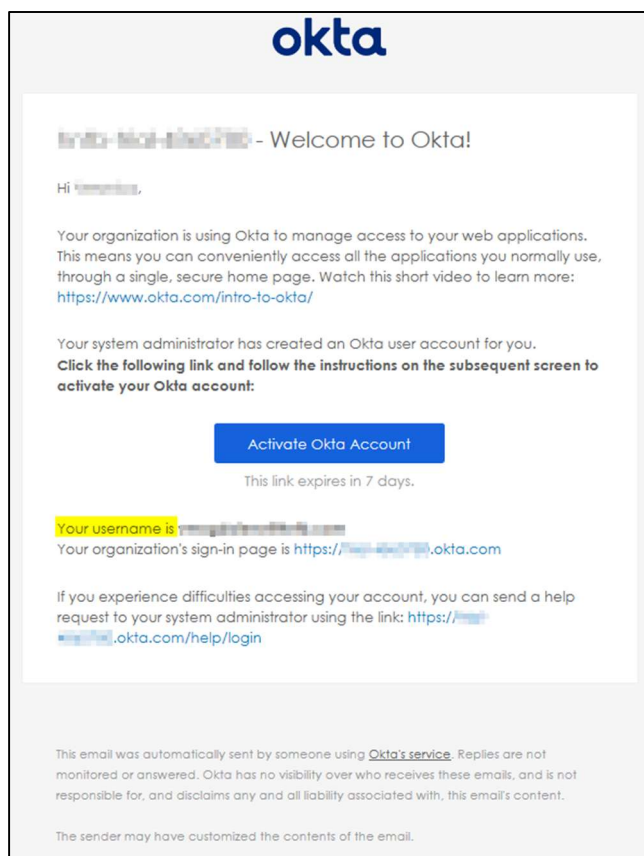 okta
- Welcome to Okta!
Hi ,
Your organization is using Okta to manage access to your web applications.
This means you can conveniently access all the applications you normally use,
through a single, secure home page. Watch this short video to learn more:
https://www.okta.com/intro-to-okta/
Your system administrator has created an Okta user account for you.
Click the following link and follow the instructions on the subsequent screen to
activate your Okta account:
Activate Okta Account
This link expires in 7 days.
Your username is
Your organization's sign-in page is https:// .okta.com
If you experience difficulties accessing your account, you can send a help
request to your system administrator using the link: https://
.okta.com/help/login
This email was automatically sent by someone using Okta's service. Replies are not
monitored or answered. Okta has no visibility over who receives these emails, and is not
responsible for, and disclaims any and all liability associated with, this email's content.
The sender may have customized the contents of the email.